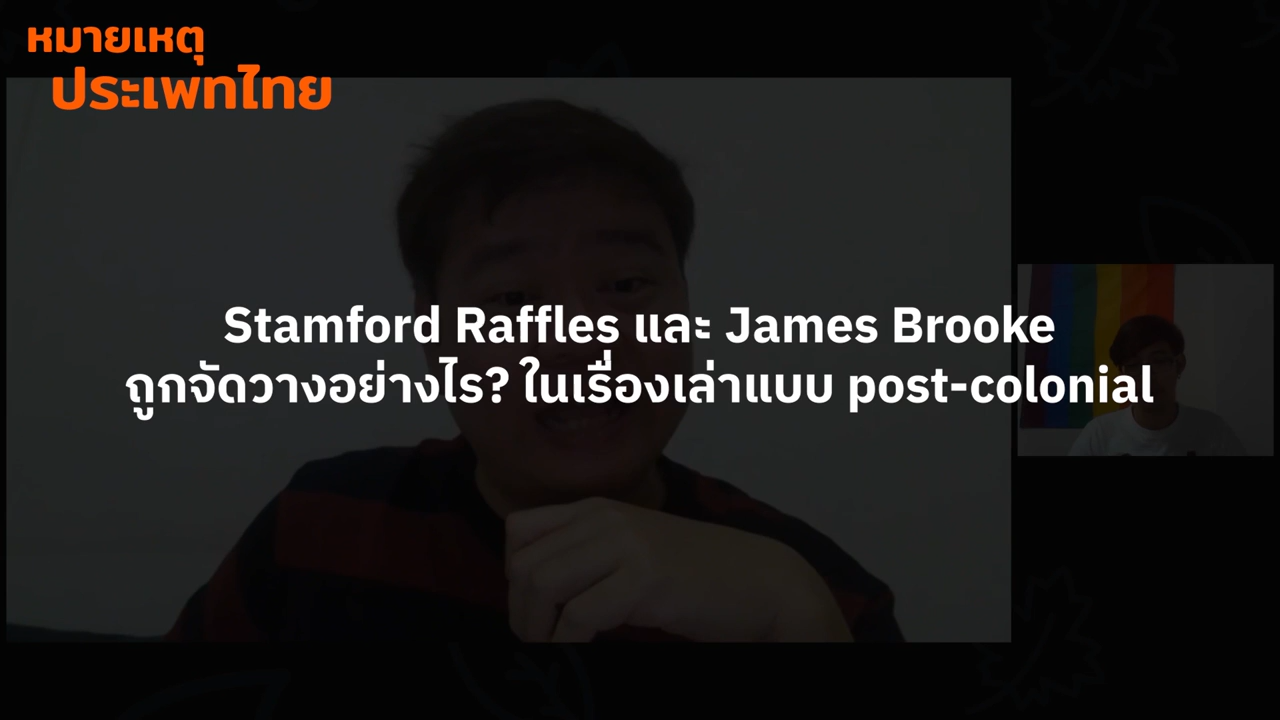 หมายเหตุ
ประเพทไทย
Stamford Raffles และ James Brooke
ถูกจัดวางอย่างไร? ในเรื่องเล่าแบบ post-colonial